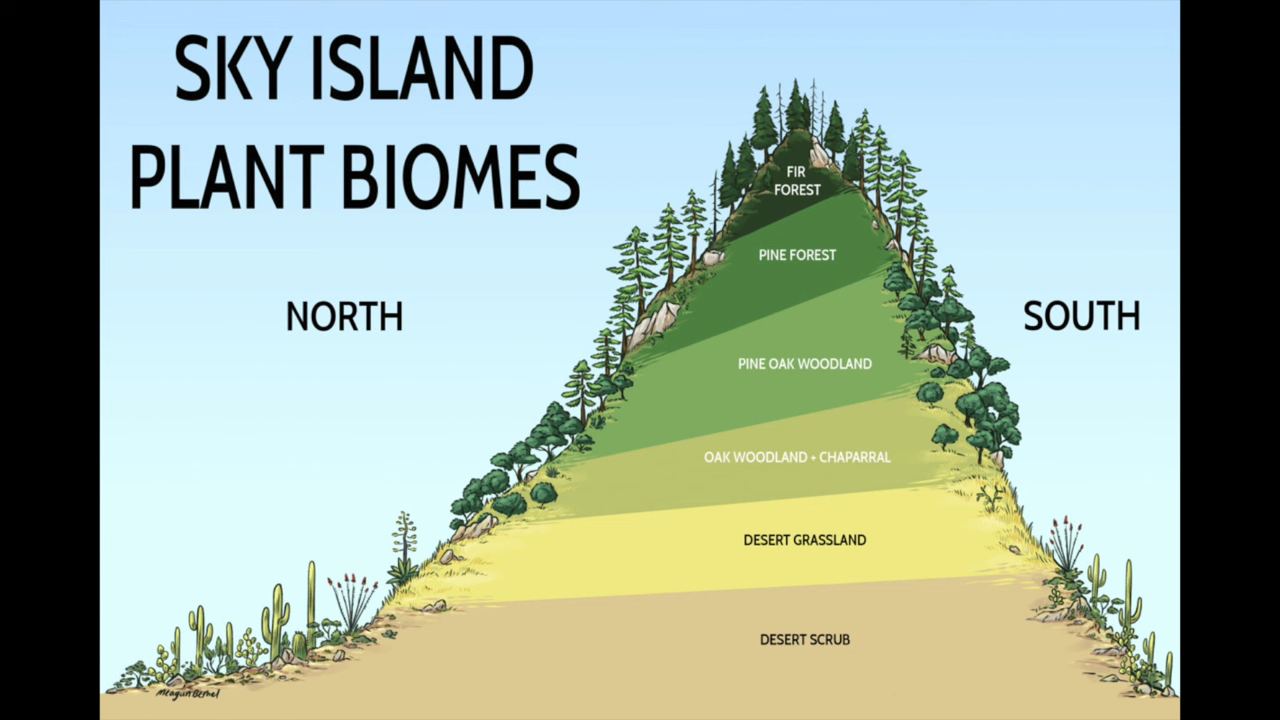 SKY ISLAND
PLANT BIOMES
NORTH
SOUTH
FIR
FOREST
PINE FOREST
PINE OAK WOODLAND
OAK WOODLAND + CHAPARRAL
DESERT GRASSLAND
DESERT SCRUB